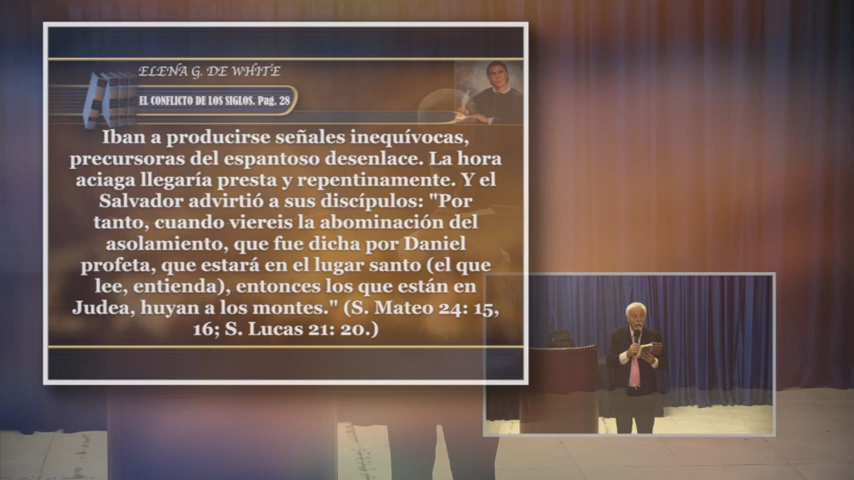 ELENA G. DE WHITE
EL CONFLICTO DE LOS SIGLOS. Pag. 28
Iban a producirse señales inequívocas,
precursoras del espantoso desenlace. La hora
aciaga llegaría presta y repentinamente. Y el
Salvador advirtió a sus discípulos: "Por
tanto, cuando viereis la abominación del
asolamiento, que fue dicha por Daniel
profeta, que estará en el lugar santo (el que
lee, entienda), entonces los que están en
Judea, huyan a los montes." (S. Mateo 24: 15,
16; S. Lucas 21: 20.)